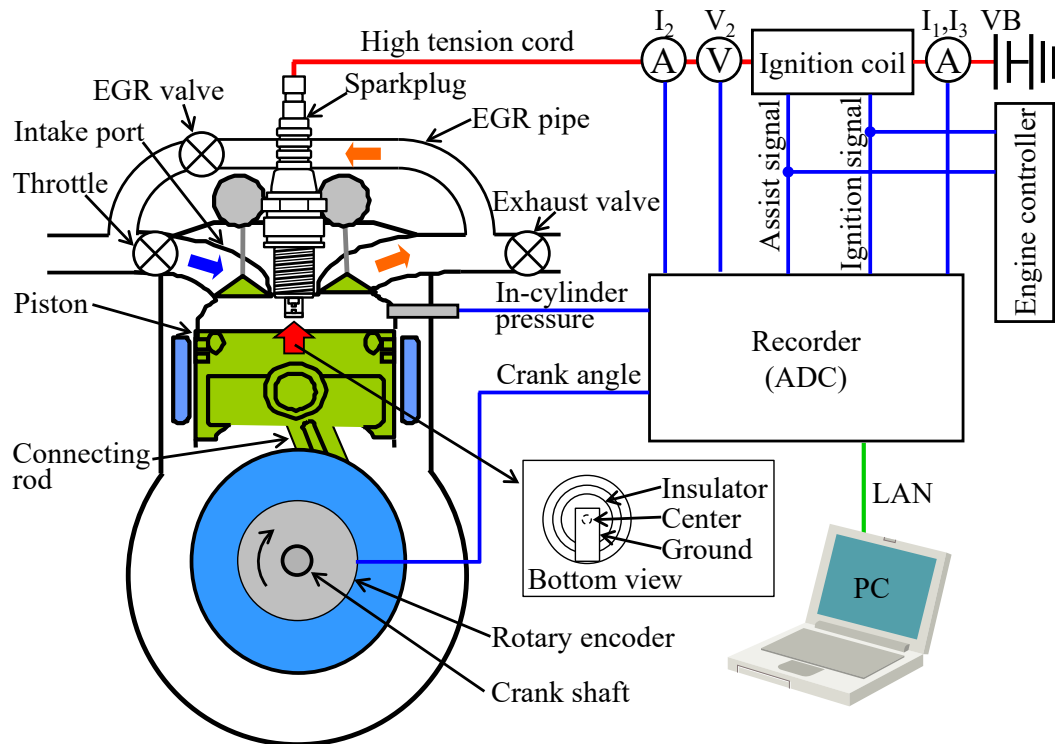 I₂
V₂
I₁,I₃
VB
High tension cord
A
V
Ignition coil
A
Sparkplug
EGR valve
EGR pipe
Intake port
Throttle
Exhaust valve
Assist signal
Ignition signal
Engine controller
Piston
In-cylinder
pressure
Recorder
(ADC)
Crank angle
Connecting
rod
Insulator
Center
Ground
Bottom view
LAN
PC
Rotary encoder
Crank shaft